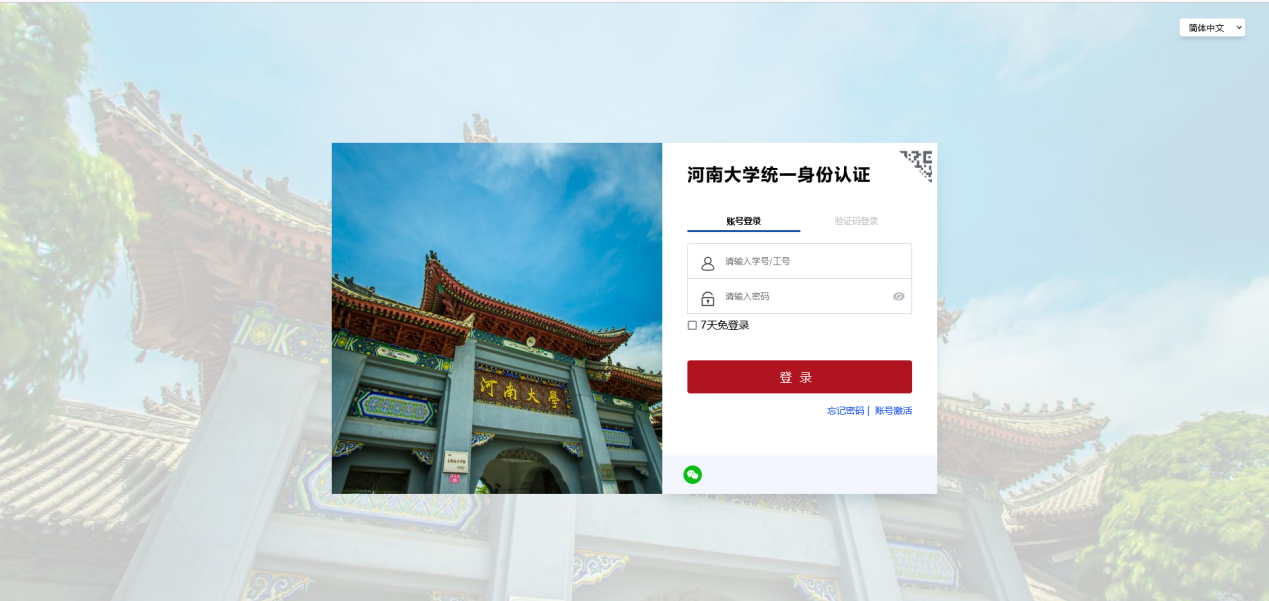 简体中文
河南大学统一身份认证
账号登录 验证码登录
请输入学号/工号
请输入密码
7天免登录
登 录
忘记密码 | 账号激活
河南大學